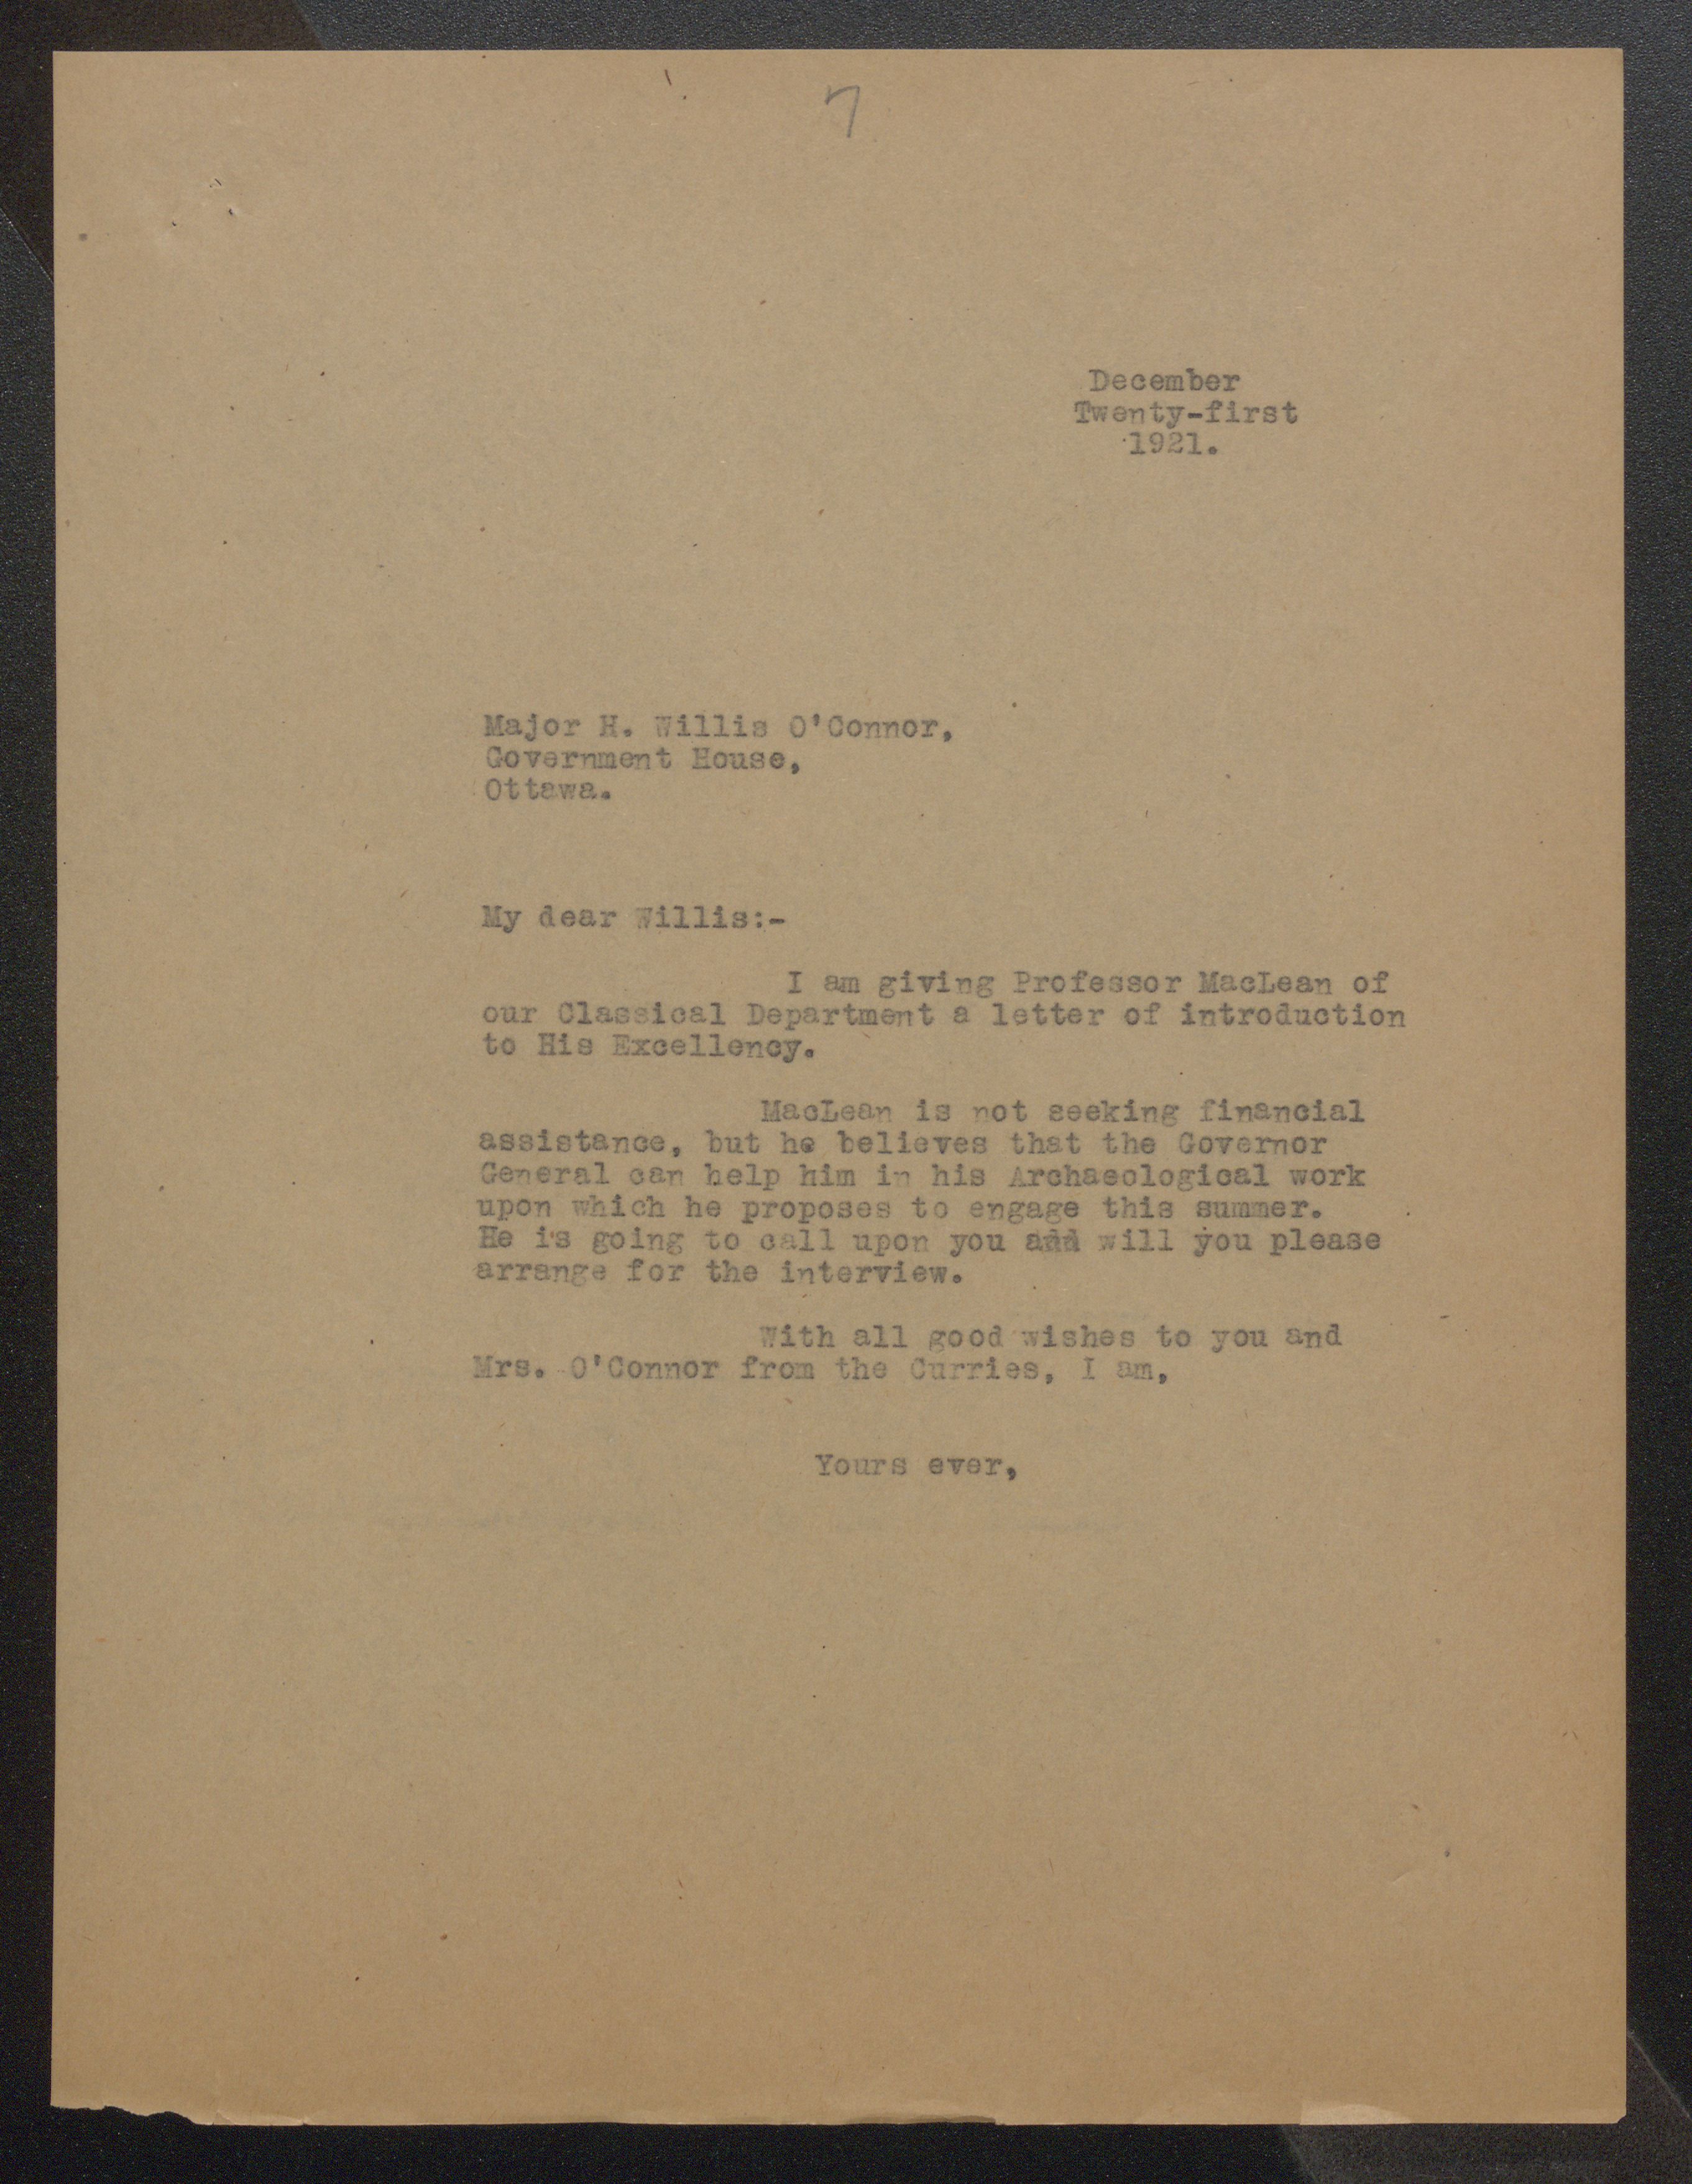 7
December
Twenty-first
1921.
Major H. Willis O'Connor,
Government House,
Ottawa.
My dear Willis:-
I am giving Professor MacLean of
our Classical Department a letter of introduction
to His Excellency.
MacLean is not seeking financial
assistance, but he believes that the Governor
General can help him in his Archaeological work
upon which he proposes to engage this summer.
He is going to call upon you and will you please
arrange for the interview.
With all good wishes to you and
Mrs. O'Connor from the Curries, I am,
Yours ever,